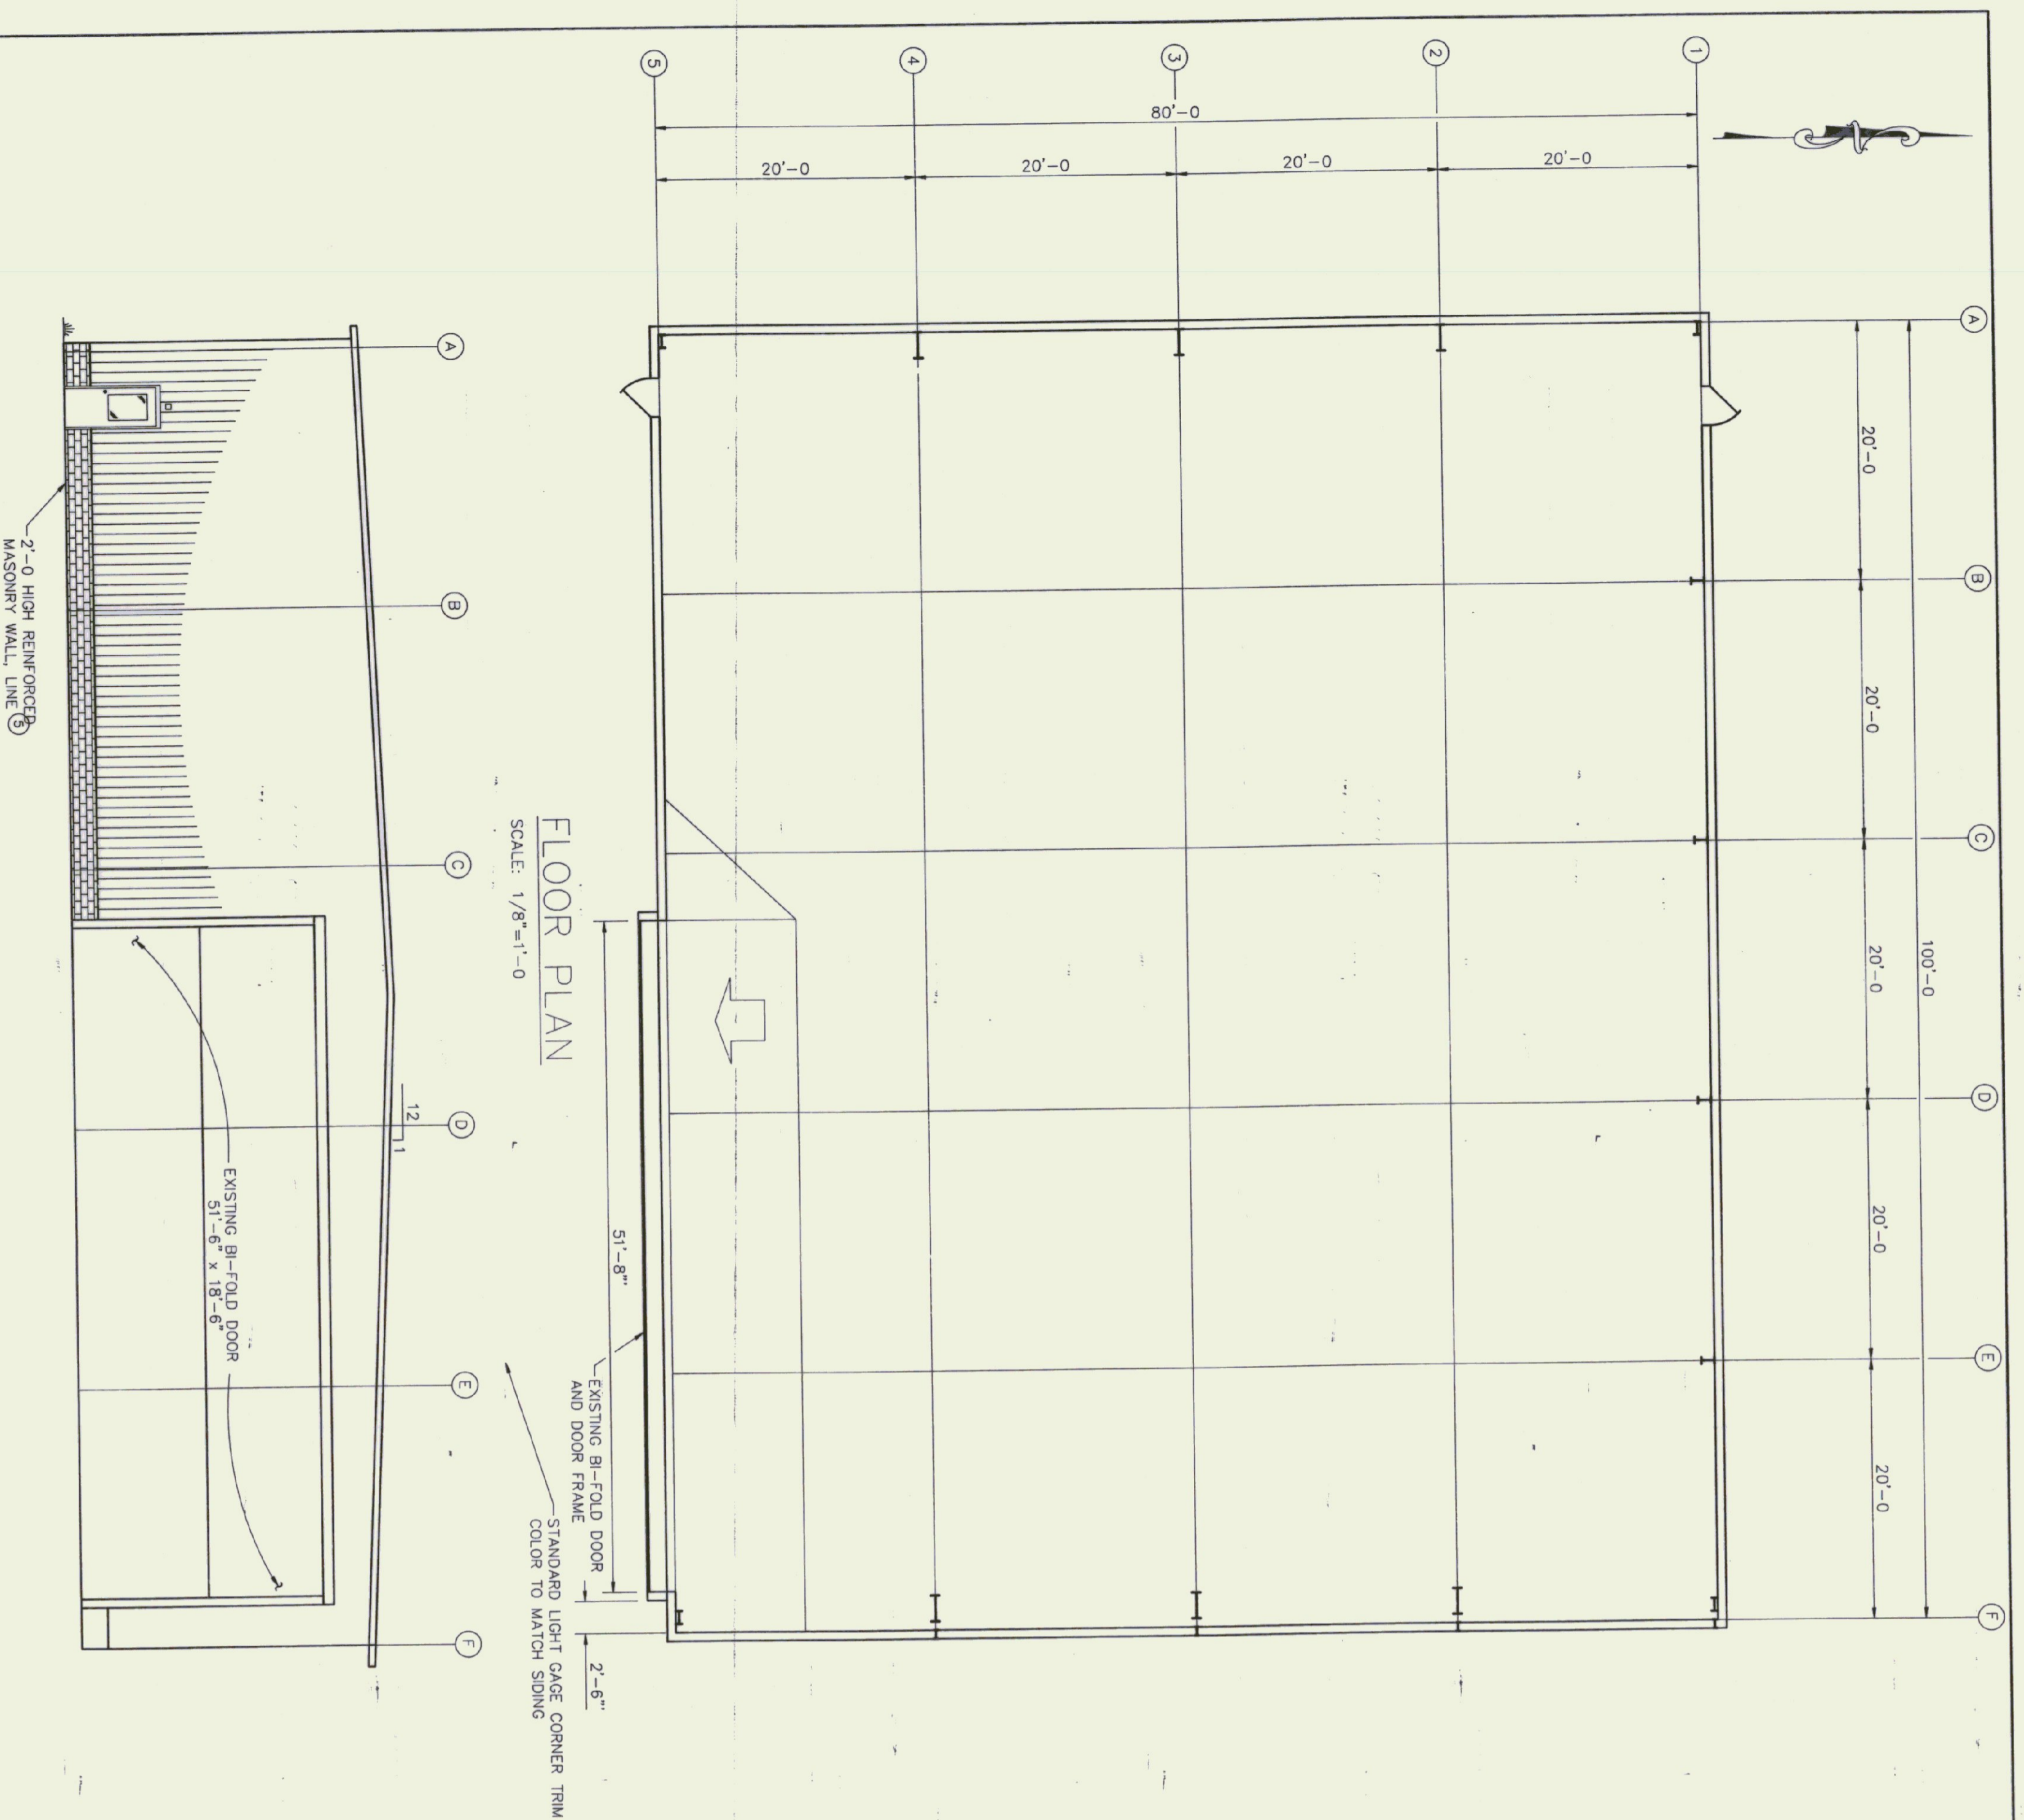 A
B
C
D
E
F
100'-0
20'-0
20'-0
20'-0
20'-0
20'-0
1
2
3
4
5
80'-0
20'-0
20'-0
20'-0
20'-0
51'-8"'
2'-6"'
EXISTING BI-FOLD DOOR
AND DOOR FRAME
FLOOR PLAN
SCALE: 1/8"=1'-0
STANDARD LIGHT GAGE CORNER TRIM
COLOR TO MATCH SIDING
A
B
C
D
E
F
12
1
EXISTING BI-FOLD DOOR
51'-6" x 18'-6"
2'-0 HIGH REINFORCED
MASONRY WALL, LINE 5